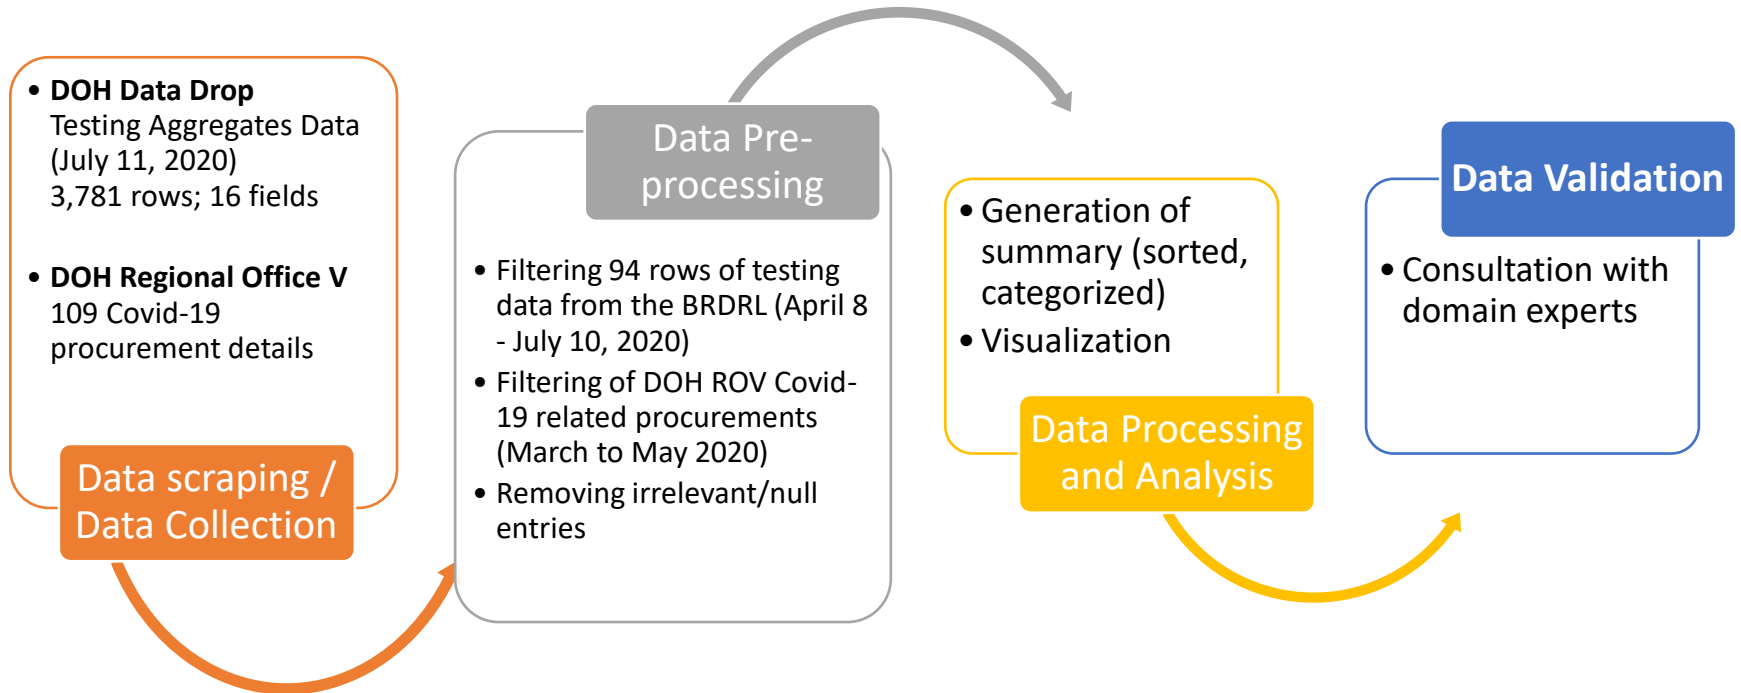 • DOH Data Drop
Testing Aggregates Data
(July 11, 2020)
3,781 rows; 16 fields
• DOH Regional Office V
109 Covid-19
procurement details
Data scraping /
Data Collection
Data Pre-
processing
• Filtering 94 rows of testing
data from the BRDRL (April 8
- July 10, 2020)
• Filtering of DOH ROV Covid-
19 related procurements
(March to May 2020)
• Removing irrelevant/null
entries
• Generation of
summary (sorted,
categorized)
• Visualization
Data Processing
and Analysis
Data Validation
• Consultation with
domain experts